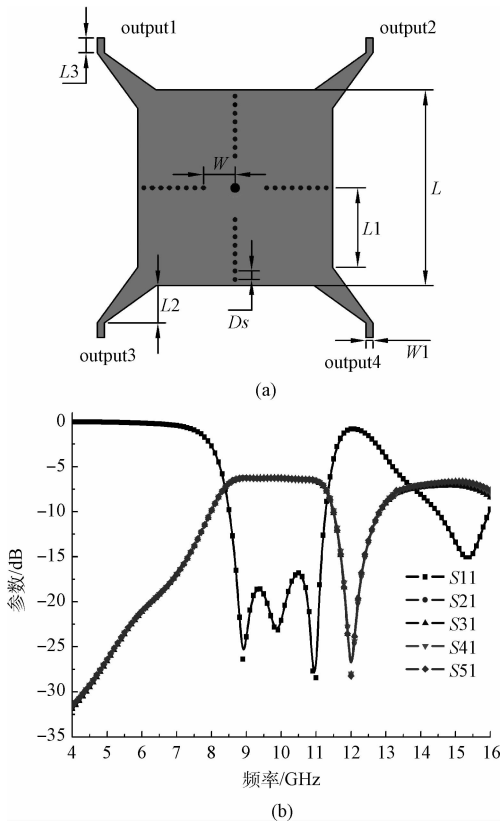 output1
output2
L3
W
L
L1
L2
Ds
output3
output4
W1
(a)
0
−5
−10
−15
−20
−25
−30
−35
参数/dB
S11
S21
S31
S41
S51
4 5 6 7 8 9 10 11 12 13 14 15 16
频率/GHz
(b)